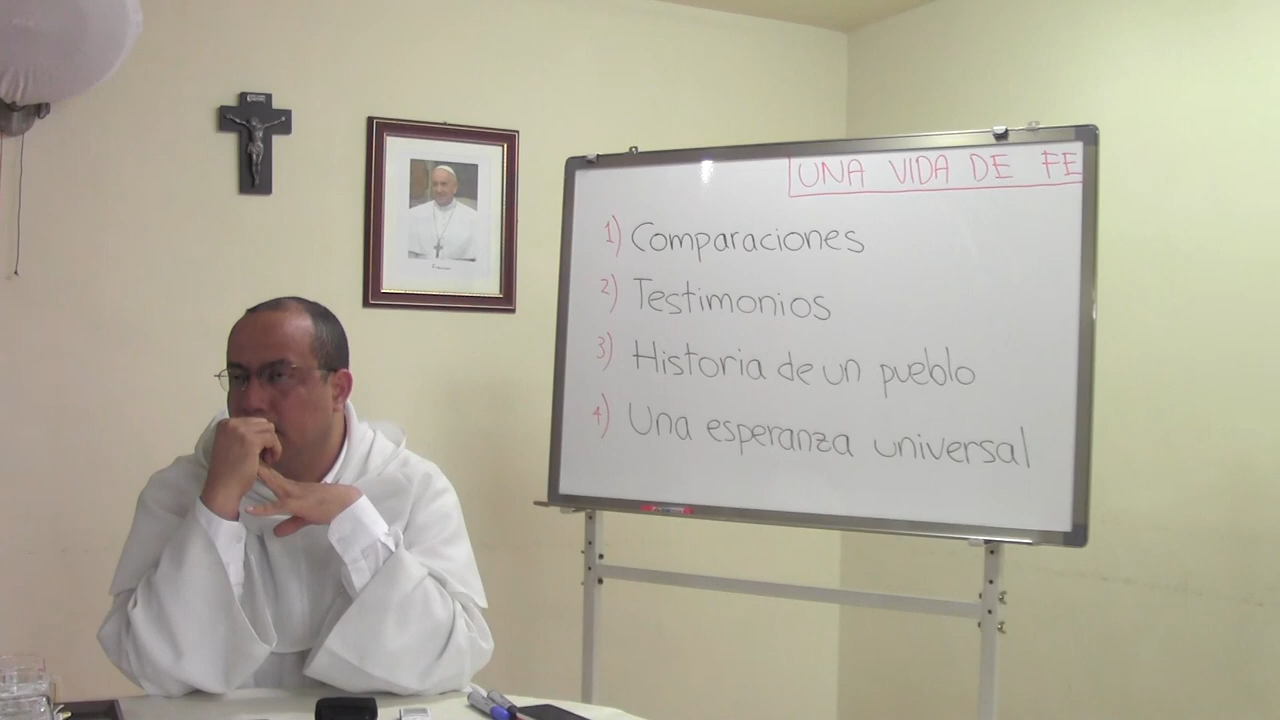 UNA VIDA DE FE
1) Comparaciones
2) Testimonios
3) Historia de un pueblo
4) Una esperanza universal